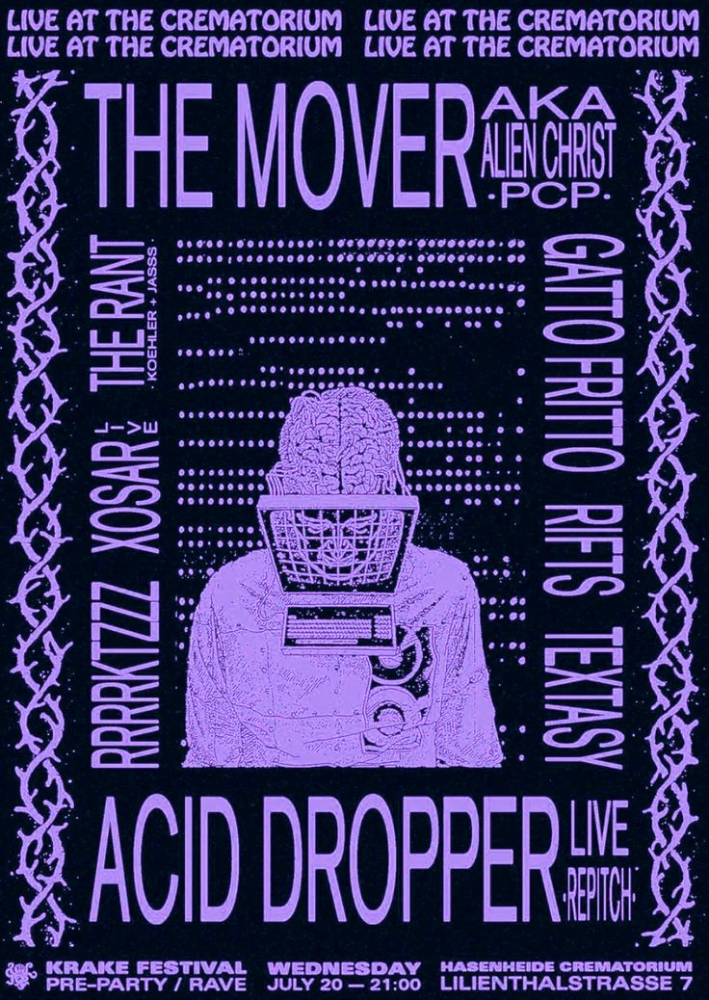 LIVE AT THE CREMATORIUM LIVE AT THE CREMATORIUM
LIVE AT THE CREMATORIUM LIVE AT THE CREMATORIUM
THE MOVER
AKA
ALIEN CHRIST
·PCP·
THE RANT
·KOEHLER + JASSS·
XOSAR
LIVE
RRRRKTZZZ
GATTO FRITTO
RIFTS
TEXTASY
ACID DROPPER
LIVE
·REPITCH·
KRAKE FESTIVAL
PRE-PARTY / RAVE
WEDNESDAY
JULY 20 — 21:00
HASENHEIDE CREMATORIUM
LILIENTHALSTRASSE 7